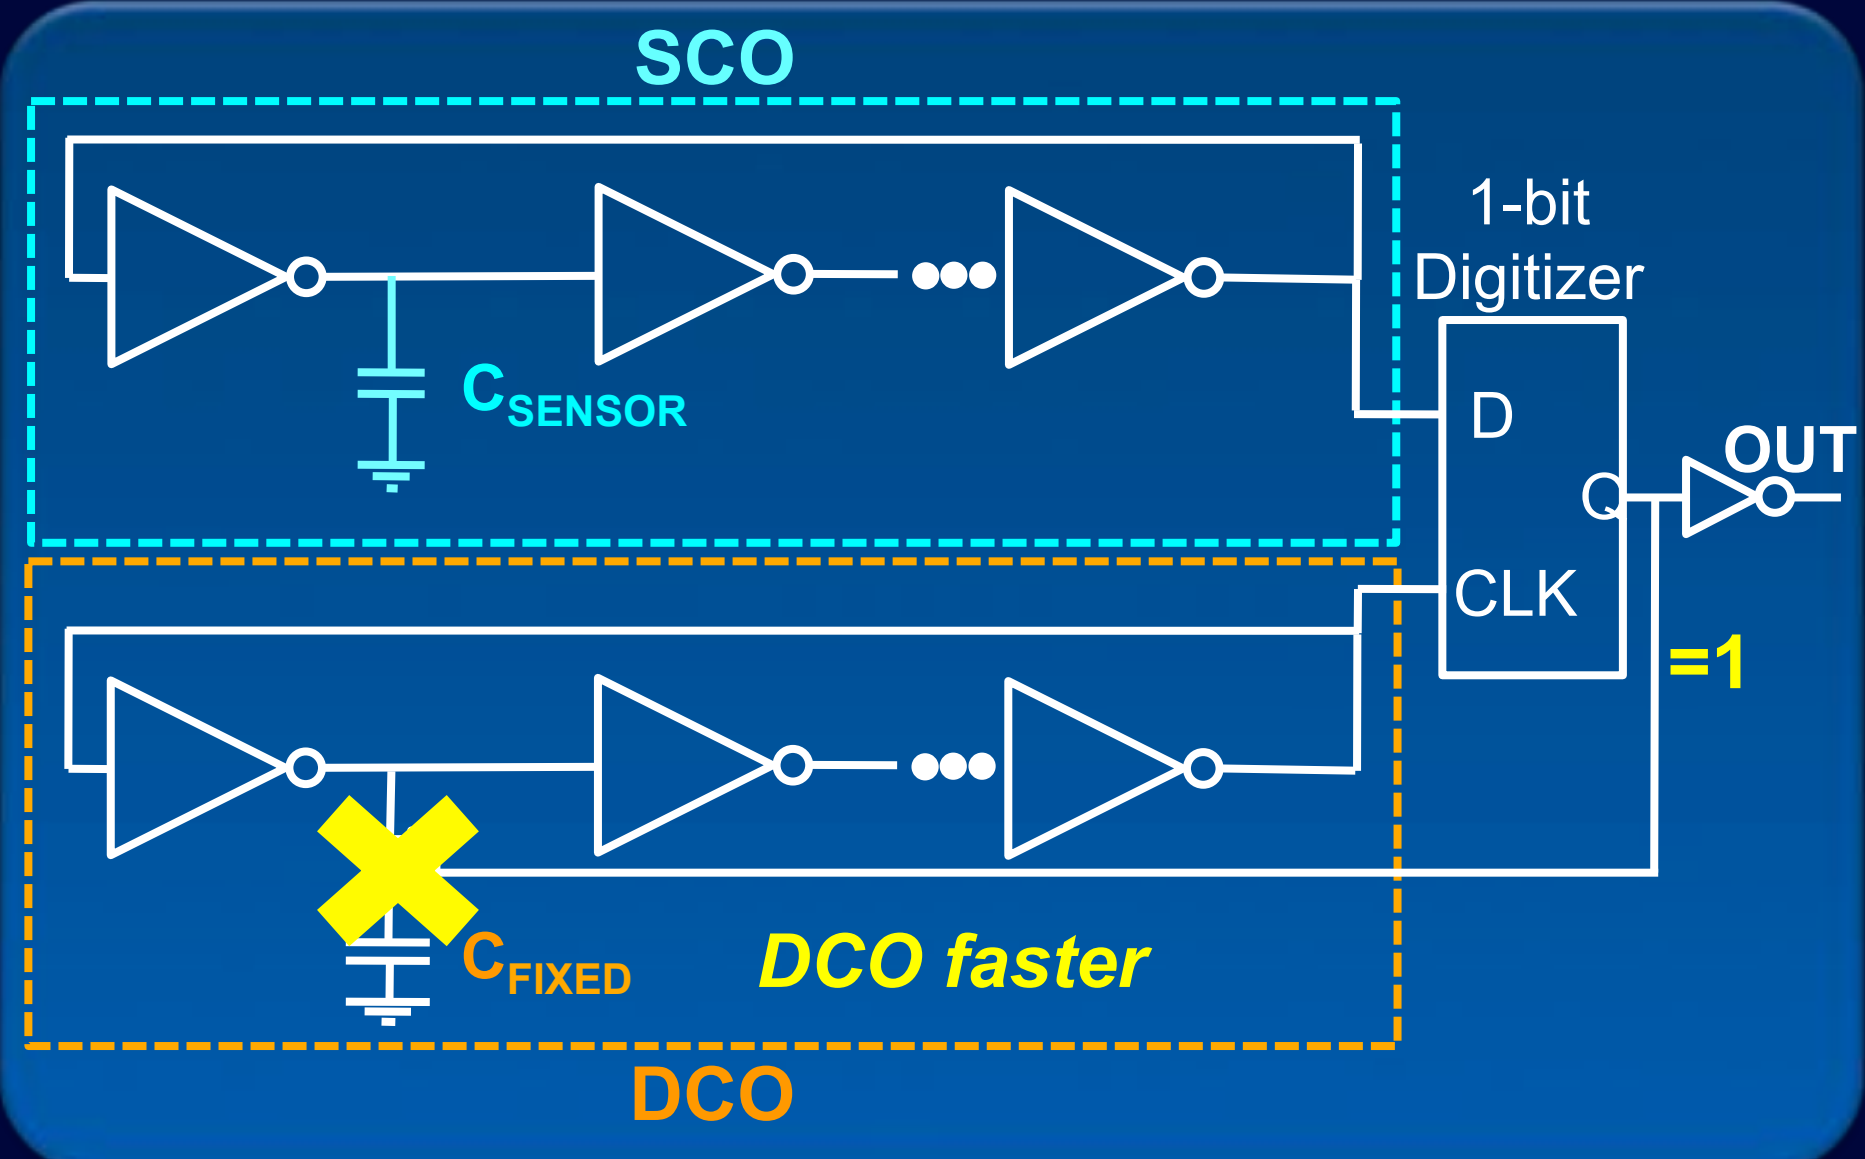 SCO
1-bit
Digitizer
CSENSOR
D
OUT
Q
CLK
=1
CFIXED
DCO faster
DCO